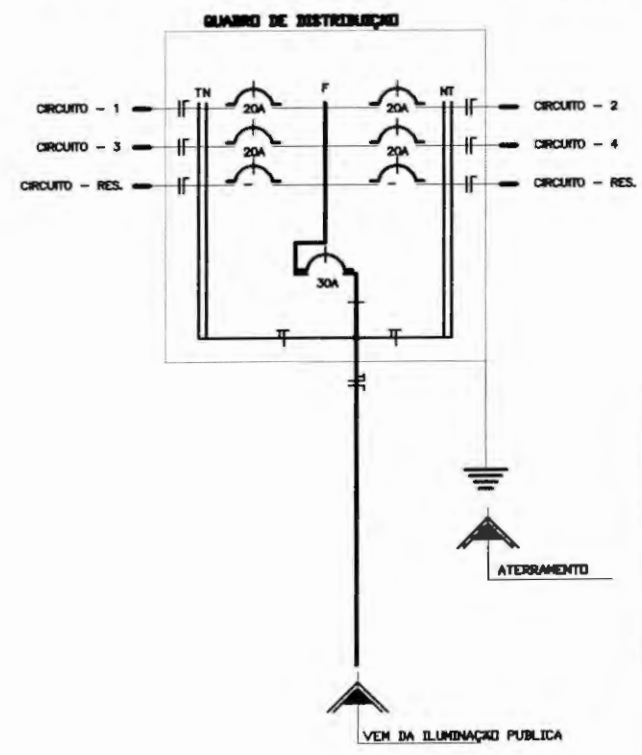 QUADRO DE DISTRIBUIÇÃO
TN F NT
CIRCUITO - 1 20A 20A CIRCUITO - 2
CIRCUITO - 3 20A 20A CIRCUITO - 4
CIRCUITO - RES. - - CIRCUITO - RES.
30A
ATERRAMENTO
VEM DA ILUMINAÇÃO PUBLICA